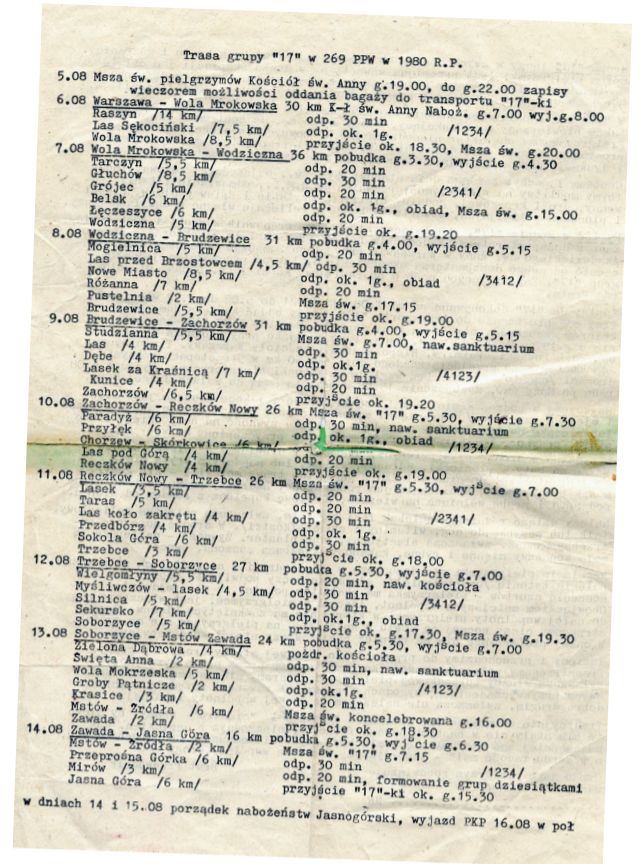 Trasa grupy "17" w 269 PPW w 1980 R.P.
5.08 Msza św. pielgrzymów Kościół św. Anny g.19.00, do g.22.00 zapisy
wieczorem możliwości oddania bagaży do transportu "17"-ki
6.08 Warszawa - Wola Mrokowska 30 km K-ł św. Anny Naboż. g.7.00 wyj.g.8.00
Raszyn /14 km/ odp. 30 min
Las Sękociński /7,5 km/ odp. ok. 1g. /1234/
Wola Mrokowska /8,5 km/ przyjście ok. 18.30, Msza św. g.20.00
7.08 Wola Mrokowska - Wodziczna 36 km pobudka g.3.30, wyjście g.4.30
Tarczyn /5,5 km/ odp. 20 min
Głuchów /8,5 km/ odp. 30 min
Grójec /5 km/ odp. 20 min /2341/
Belsk /6 km/ odp. ok. 1g., obiad, Msza św. g.15.00
Łęczeszyce /6 km/ odp. 20 min
Wodziczna /5 km/ przyjście ok. g.19.20
8.08 Wodziczna - Brudzewice 31 km pobudka g.4.00, wyjście g.5.15
Mogielnica /5 km/ odp. 20 min
Las przed Brzostowcem /4,5 km/ odp. 30 min
Nowe Miasto /8,5 km/ odp. ok. 1g., obiad /3412/
Różanna /7 km/ odp. 20 min
Pustelnia /2 km/ Msza św. g.17.15
Brudzewice /5,5 km/ przyjście ok. g.19.00
9.08 Brudzewice - Zachorzów 31 km pobudka g.4.00, wyjście g.5.15
Studzianna /5,5 km/ Msza św. g.7.00, naw.sanktuarium
Las /4 km/ odp. 30 min
Dębe /4 km/ odp. ok.1g.
Lasek za Kraśnicą /7 km/ odp. 30 min /4123/
Kunice /4 km/ odp. 20 min
Zachorzów /6,5 km/ przyjście ok. 19.20
10.08 Zachorzów - Reczków Nowy 26 km Msza św. "17" g.5.30, wyjście g.7.30
Paradyż /6 km/ odp. 30 min, naw. sanktuarium
Przyłęk /6 km/ odp. ok. 1g., obiad
Chorzew - Skórkowice /6 km/ /1234/
Las pod Górą /4 km/ odp. 20 min
Reczków Nowy /4 km/ przyjście ok. g.19.00
11.08 Reczków Nowy - Trzebce 26 km Msza św. "17" g.5.30, wyjście g.7.00
Lasek /3,5 km/ odp. 20 min
Taras /5 km/ odp. 20 min
Las koło zakrętu /4 km/ odp. 30 min /2341/
Przedbórz /4 km/ odp. ok. 1g.
Sokola Góra /6 km/ odp. 30 min
Trzebce /3 km/ przyjście ok. g.18.00
12.08 Trzebce - Soborzyce 27 km pobudka g.5.30, wyjście g.7.00
Wielgomłyny /5,5 km/ odp. 20 min, naw. kościoła
Myśliwczów - lasek /4,5 km/ odp. 30 min
Silnica /5 km/ odp. 30 min /3412/
Sekursko /7 km/ odp. ok.1g., obiad
Soborzyce /5 km/ przyjście ok. g.17.30, Msza św. g.19.30
13.08 Soborzyce - Mstów Zawada 24 km pobudka g.5.30, wyjście g.7.00
Zielona Dąbrowa /4 km/ pozdr. kościoła
Święta Anna /2 km/ odp. 30 min, naw. sanktuarium
Wola Mokrzeska /5 km/ odp. ok.1g. /4123/
Groby Pątnicze /2 km/ odp. 20 min
Krasice /3 km/ Msza św. koncelebrowana g.16.00
Mstów - Źródła /6 km/ przyjście ok. g.18.30
Zawada /2 km/
14.08 Zawada - Jasna Góra 16 km pobudka g.5.30, wyjście g.6.30
Mstów - Źródła /2 km/ Msza św. "17" g.7.15
Przeprośna Górka /6 km/ odp. 30 min /1234/
Mirów /3 km/ odp. 20 min, formowanie grup dziesiątkami
Jasna Góra /6 km/ przyjście "17"-ki ok. g.15.30
w dniach 14 i 15.08 porządek nabożeństw Jasnogórski, wyjazd PKP 16.08 w poł